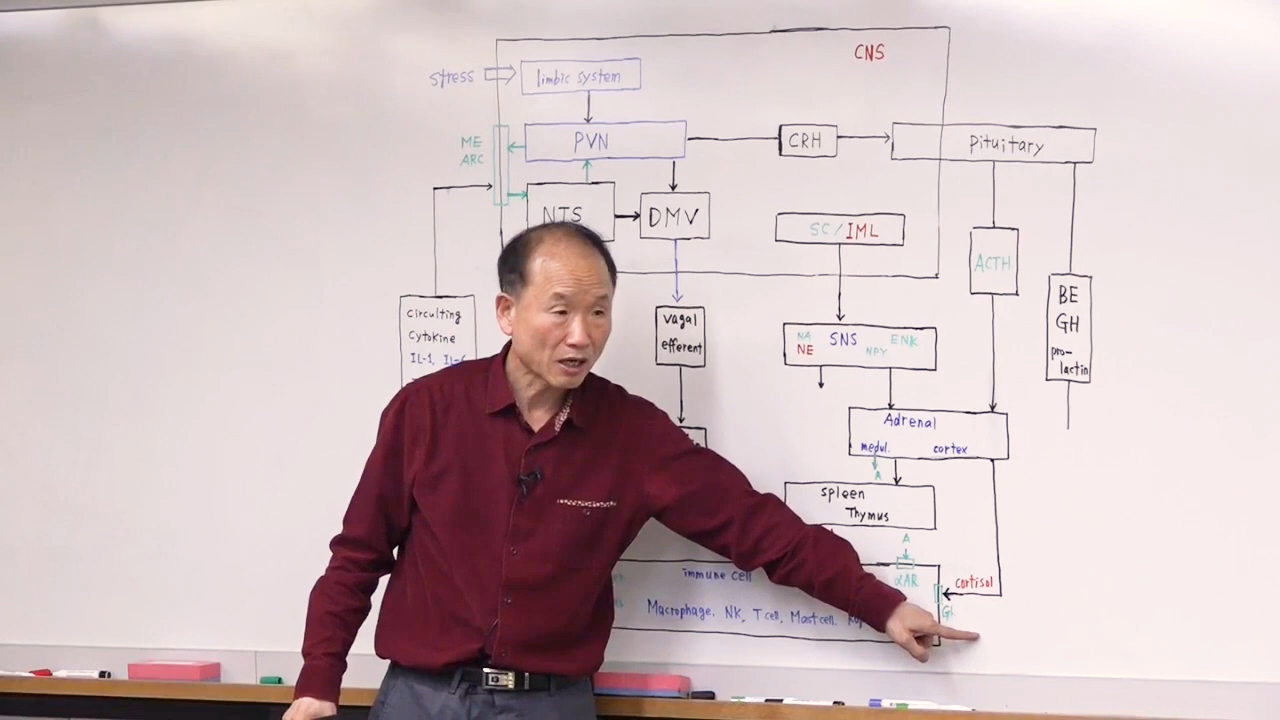 CNS
stress
limbic system
ME
ARC
PVN
CRH
Pituitary
NTS
DMV
SC/IML
ACTH
BE
GH
pro-
lactin
Circulting
Cytokine
IL-1, IL-6
vagal
efferent
NA SNS ENK
NE NPY
Adrenal
medul. cortex
A
spleen
Thymus
A
αAR
cortisol
immune cell
Macrophage, NK, T cell, Mast cell.